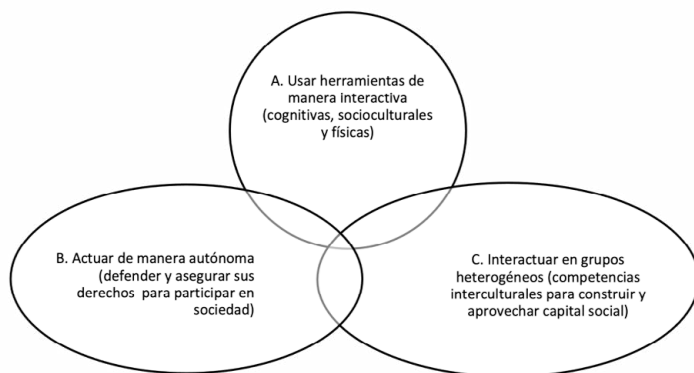 A. Usar herramientas de
manera interactiva
(cognitivas, socioculturales
y físicas)
B. Actuar de manera autónoma
(defender y asegurar sus
derechos para participar en
sociedad)
C. Interactuar en grupos
heterogéneos (competencias
interculturales para construir y
aprovechar capital social)